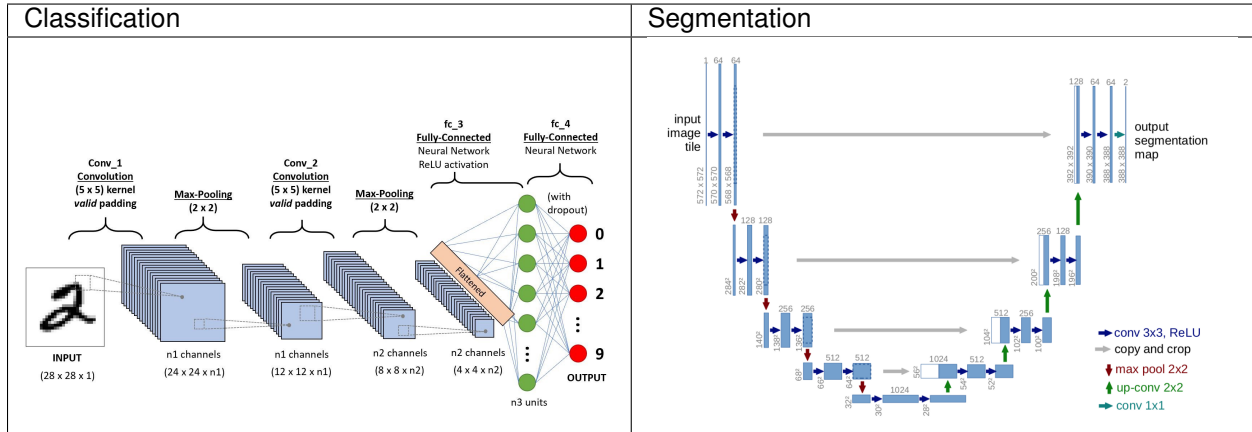 Classification
Conv_1
Convolution
(5 x 5) kernel
valid padding
Max-Pooling
(2 x 2)
Conv_2
Convolution
(5 x 5) kernel
valid padding
Max-Pooling
(2 x 2)
fc_3
Fully-Connected
Neural Network
ReLU activation
fc_4
Fully-Connected
Neural Network
(with
dropout)
Flattened
0
1
2
9
INPUT
(28 x 28 x 1)
n1 channels
(24 x 24 x n1)
n1 channels
(12 x 12 x n1)
n2 channels
(8 x 8 x n2)
n2 channels
(4 x 4 x n2)
n3 units
OUTPUT
Segmentation
input
image
tile
1 64 64
572 x 572
570 x 570
568 x 568
128 64 64 2
392 x 392
390 x 390
388 x 388
388 x 388
output
segmentation
map
128 128
284²
282²
280²
256 128
200²
198²
196²
256 256
140²
138²
136²
512 256
104²
102²
100²
512 512
68²
66²
64²
1024 512
56²
54²
52²
1024
32²
30²
28²
conv 3x3, ReLU
copy and crop
max pool 2x2
up-conv 2x2
conv 1x1